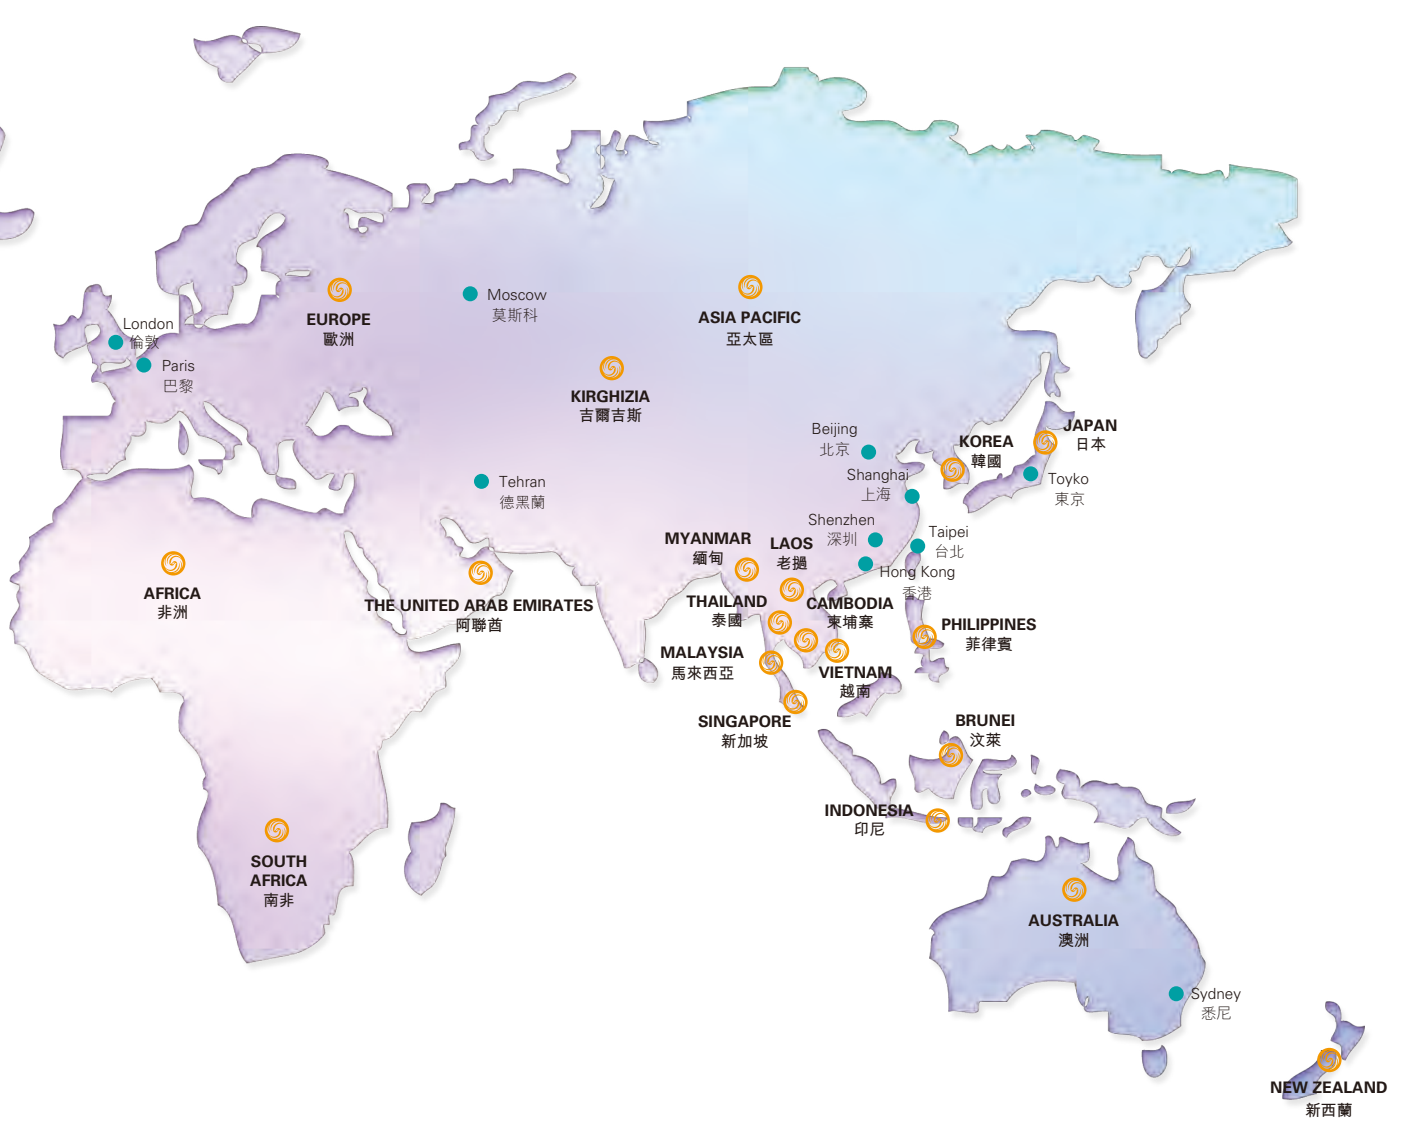 Moscow
莫斯科
EUROPE
歐洲
ASIA PACIFIC
亞太區
London
倫敦
Paris
巴黎
KIRGHIZIA
吉爾吉斯
Beijing
北京
KOREA
韓國
JAPAN
日本
Shanghai
上海
Toyko
東京
Tehran
德黑蘭
Shenzhen
深圳
Taipei
台北
MYANMAR
緬甸
LAOS
老撾
Hong Kong
香港
AFRICA
非洲
THE UNITED ARAB EMIRATES
阿聯酋
THAILAND
泰國
CAMBODIA
柬埔寨
PHILIPPINES
菲律賓
MALAYSIA
馬來西亞
VIETNAM
越南
SINGAPORE
新加坡
BRUNEI
汶萊
INDONESIA
印尼
SOUTH
AFRICA
南非
AUSTRALIA
澳洲
Sydney
悉尼
NEW ZEALAND
新西蘭